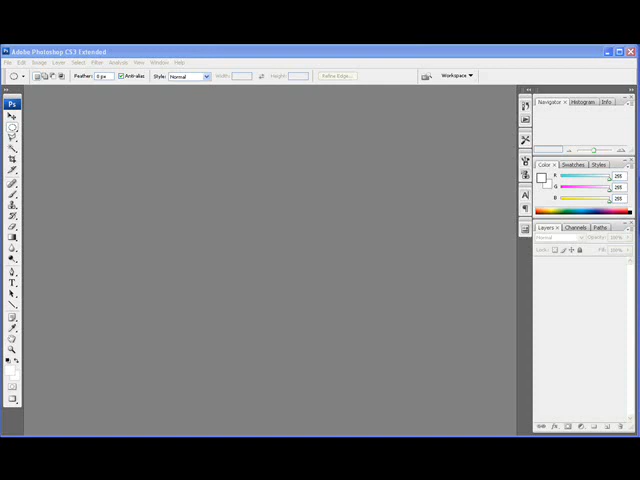 Adobe Photoshop CS3 Extended
File Edit Image Layer Select Filter Analysis View Window Help
Feather: 0 px Anti-alias Style: Normal Width: Height: Refine Edge... Workspace
Ps
Navigator Histogram Info
Color Swatches Styles
R 255
G 255
B 255
Layers Channels Paths
Normal Opacity: 100%
Lock: Fill: 100%
A
T